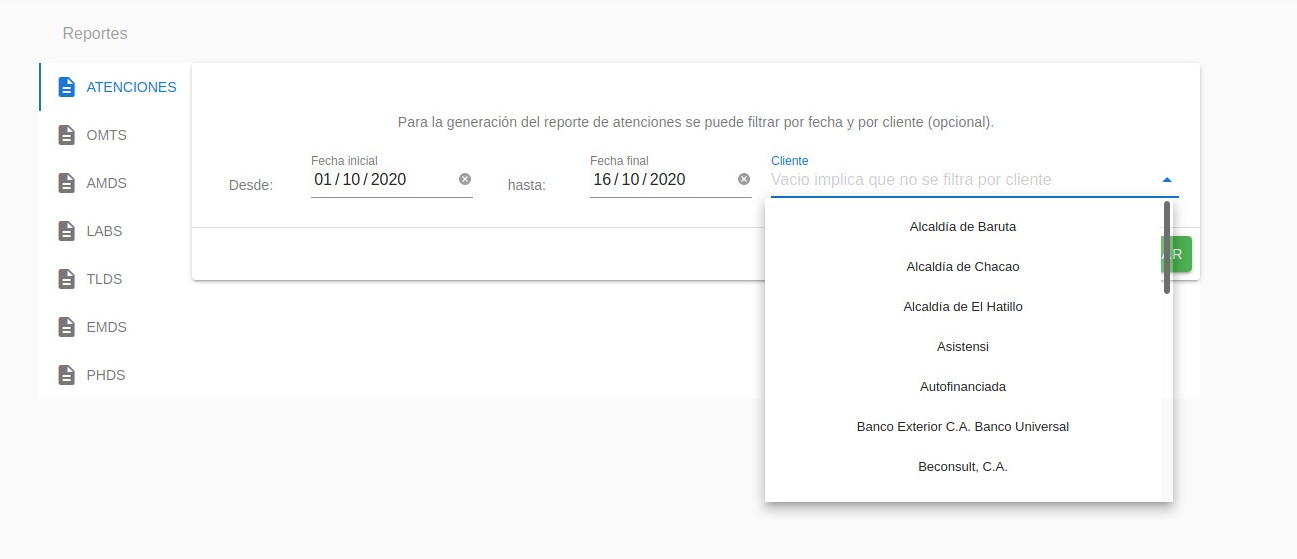 Reportes
ATENCIONES
OMTS
AMDS
LABS
TLDS
EMDS
PHDS
Para la generación del reporte de atenciones se puede filtrar por fecha y por cliente (opcional).
Desde:
Fecha inicial
01/10/2020
hasta:
Fecha final
16/10/2020
Cliente
Vacio implica que no se filtra por cliente
Alcaldía de Baruta
Alcaldía de Chacao
Alcaldía de El Hatillo
Asistensi
Autofinanciada
Banco Exterior C.A. Banco Universal
Beconsult, C.A.